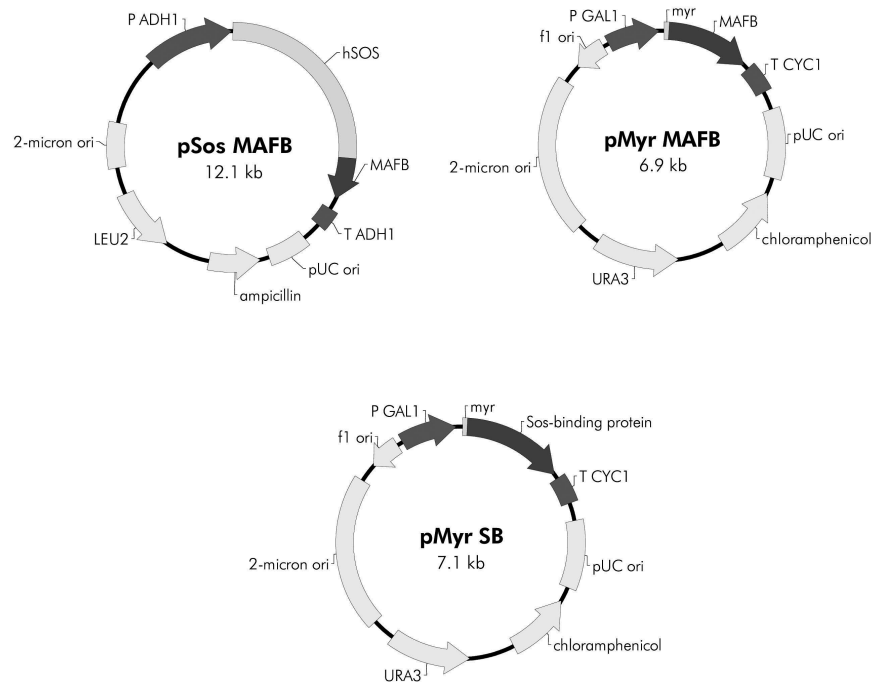 P ADH1
hSOS
2-micron ori
pSos MAFB
12.1 kb
MAFB
T ADH1
LEU2
pUC ori
ampicillin
P GAL1
myr
MAFB
f1 ori
T CYC1
pUC ori
pMyr MAFB
6.9 kb
2-micron ori
chloramphenicol
URA3
P GAL1
myr
Sos-binding protein
f1 ori
T CYC1
pMyr SB
7.1 kb
2-micron ori
pUC ori
chloramphenicol
URA3